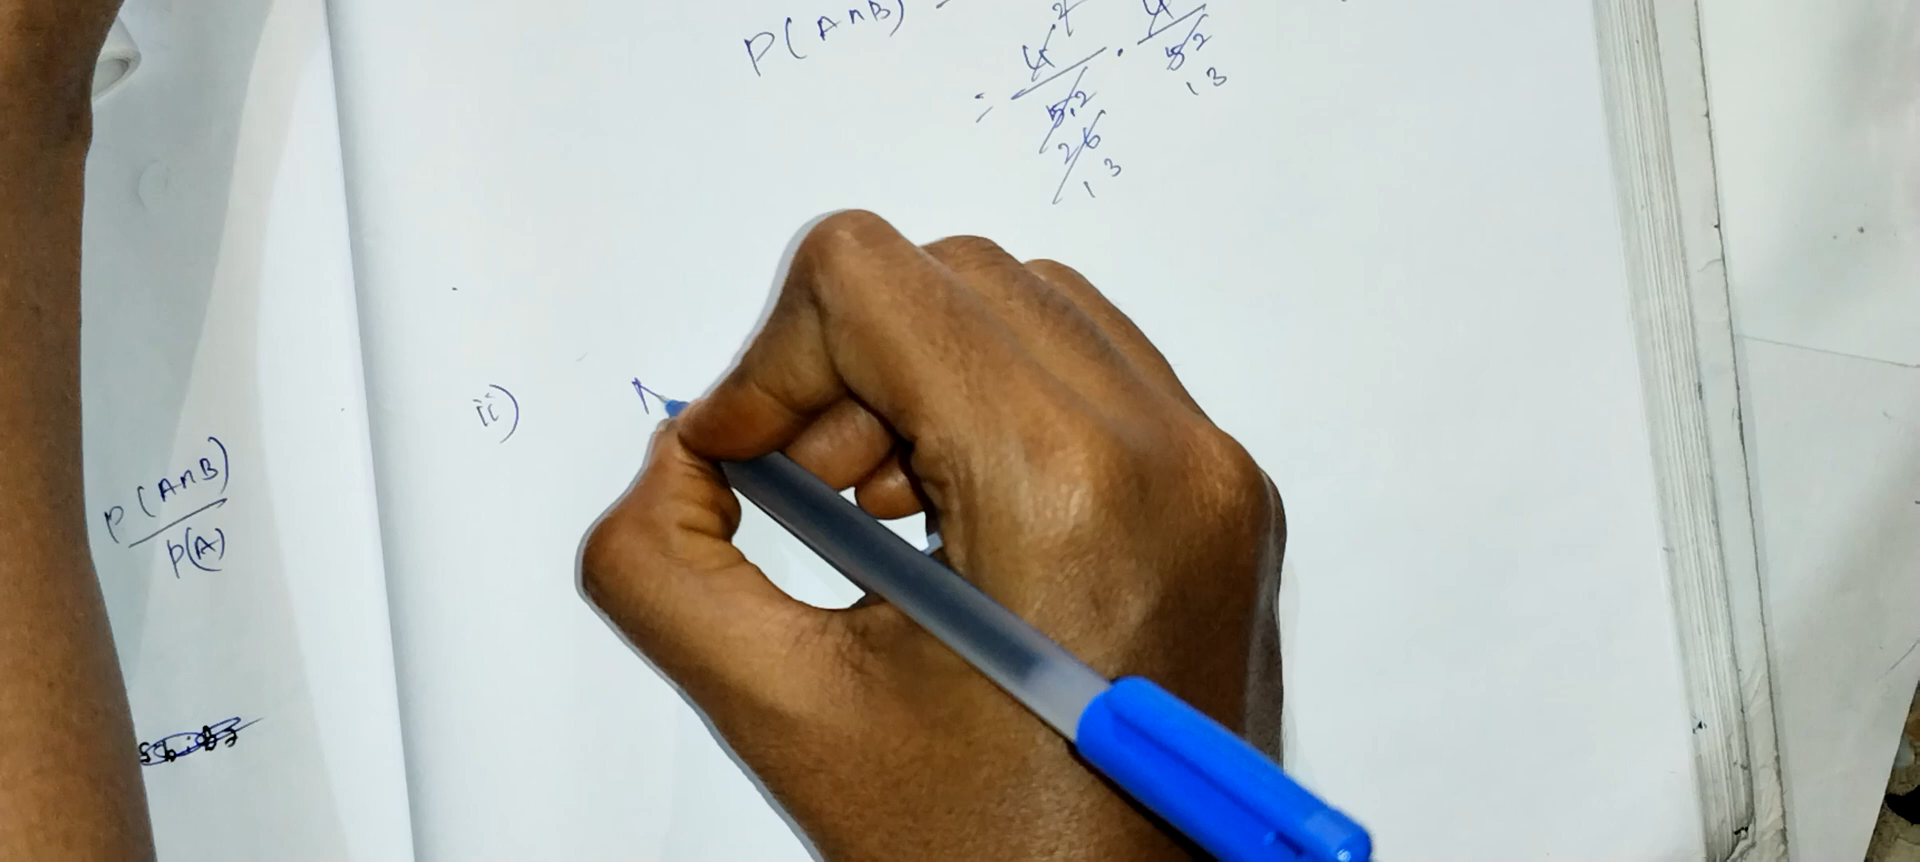 P(A∩B)
= 4 2 / 52 26 13 . 4 / 52 13
ii)
P(A∩B)
P(A)